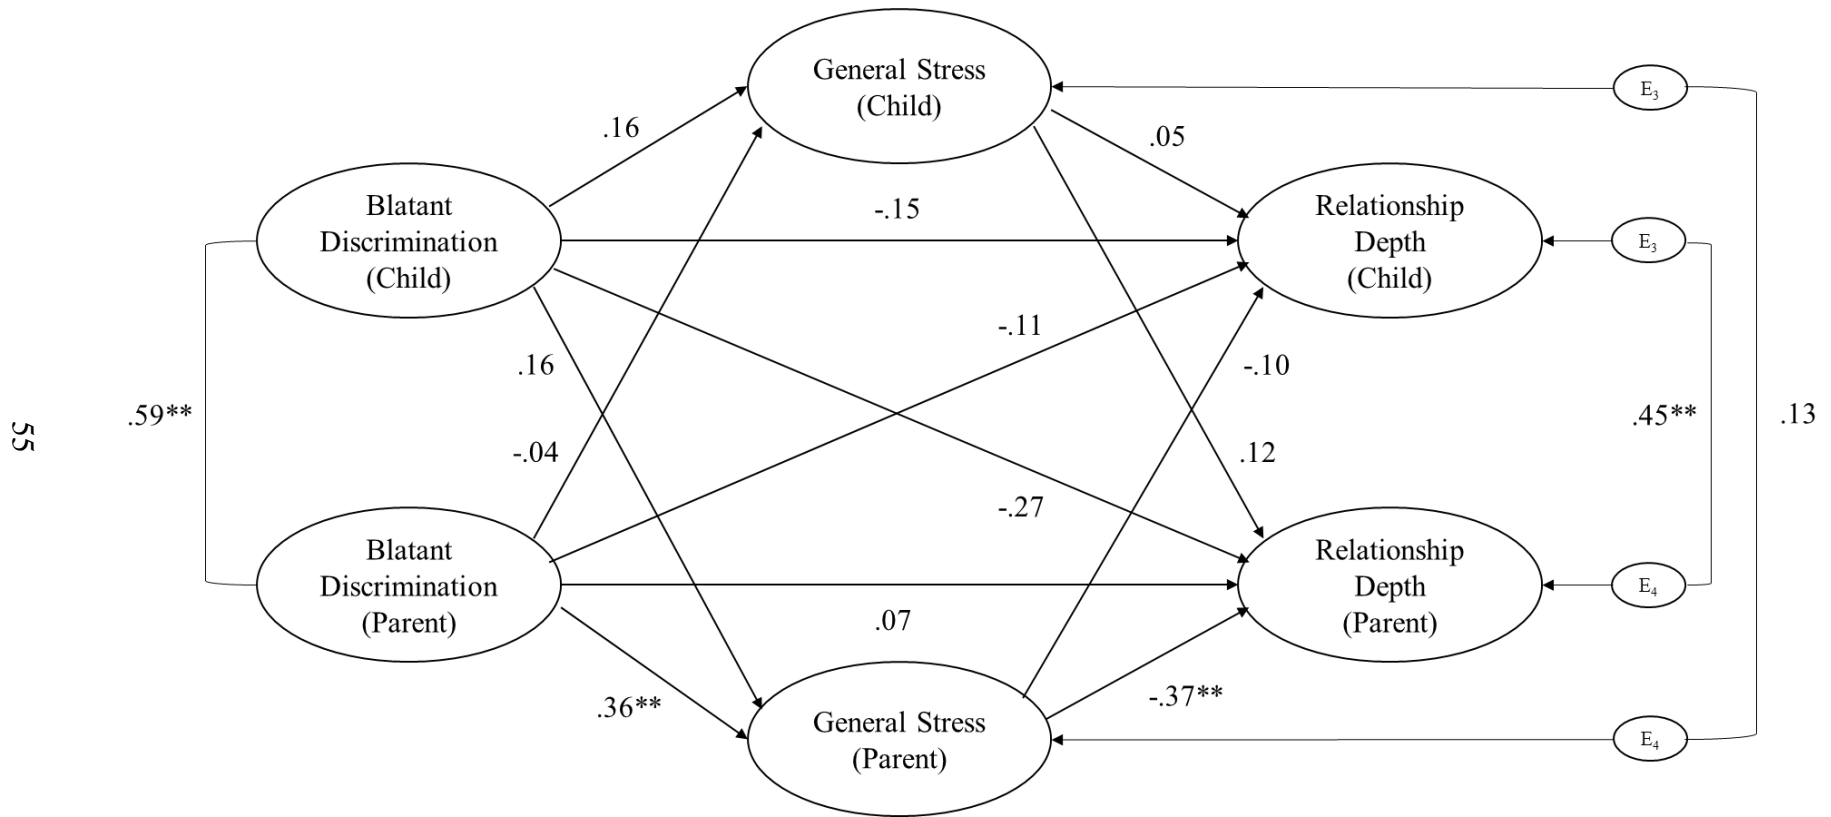 General Stress
(Child)
E3
.16
.05
Blatant
Discrimination
(Child)
-.15
Relationship
Depth
(Child)
E3
-.11
.16
-.10
.59**
.45**
.13
55
-.04
.12
-.27
Blatant
Discrimination
(Parent)
Relationship
Depth
(Parent)
E4
.07
.36**
-.37**
General Stress
(Parent)
E4